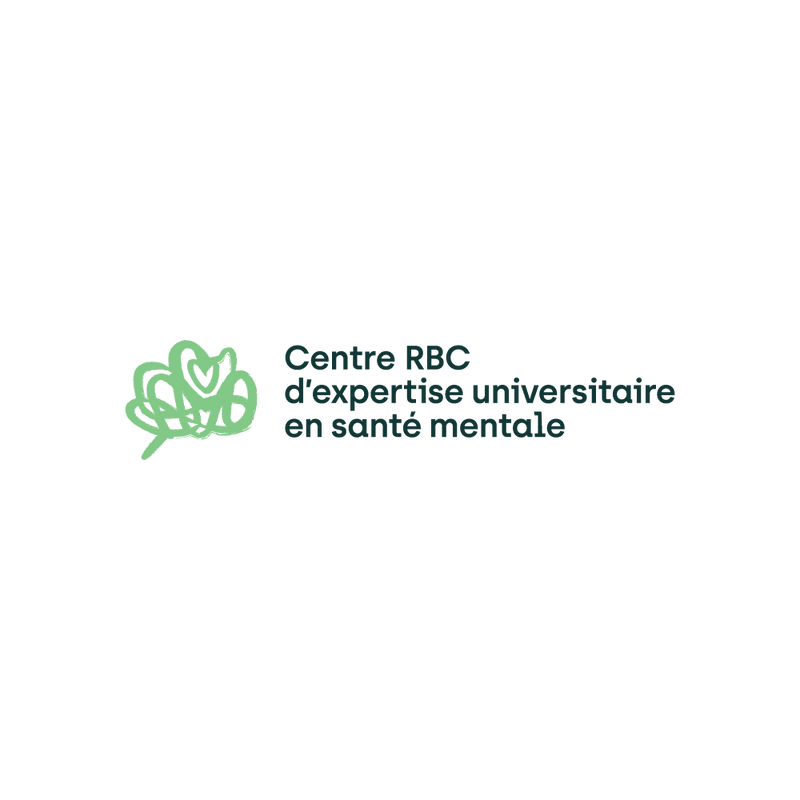 Centre RBC
d'expertise universitaire
en santé mentale